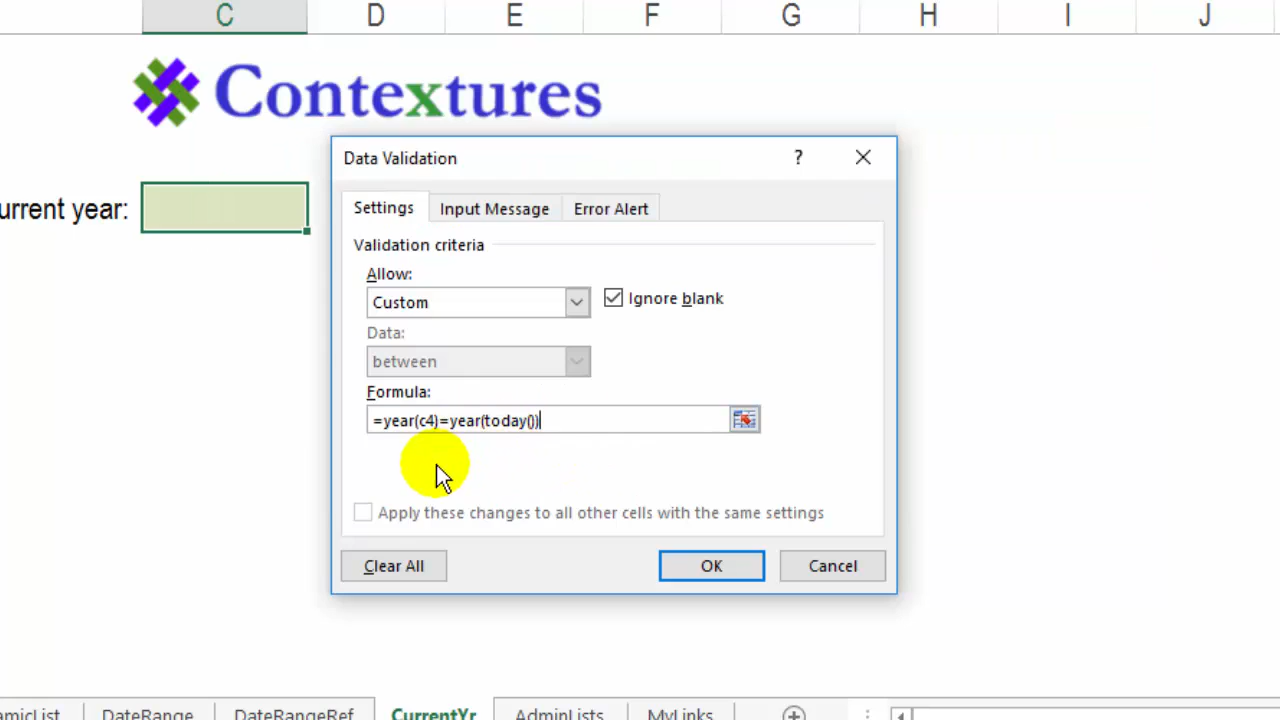 C D E F G H I J
Contextures
Data Validation ?
urrent year:
Settings Input Message Error Alert
Validation criteria
Allow:
Custom
Ignore blank
Data:
between
Formula:
=year(c4)=year(today())
Apply these changes to all other cells with the same settings
Clear All OK Cancel
amicList DateRange DateRangeRef CurrentYr AdminLists MyLinks